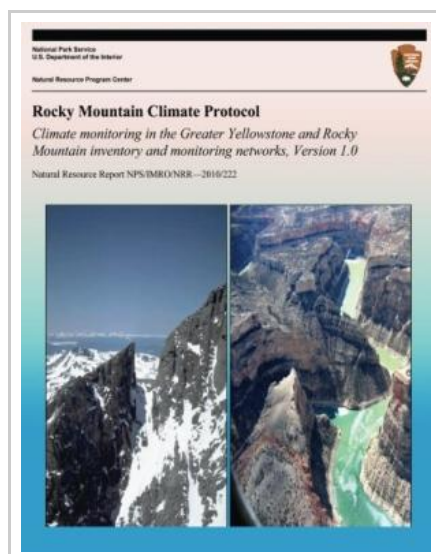 National Park Service
U.S. Department of the Interior
Natural Resource Program Center
Rocky Mountain Climate Protocol
Climate monitoring in the Greater Yellowstone and Rocky
Mountain inventory and monitoring networks, Version 1.0
Natural Resource Report NPS/IMRO/NRR—2010/222